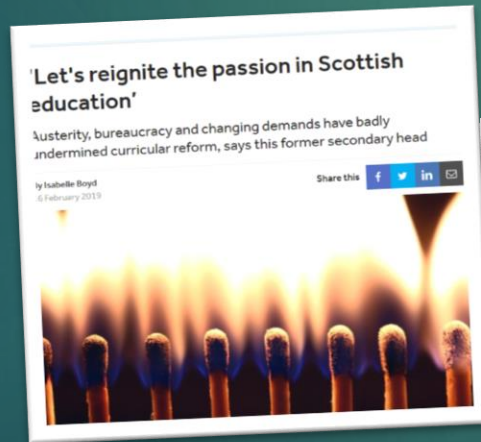 'Let's reignite the passion in Scottish
education'
Austerity, bureaucracy and changing demands have badly
undermined curricular reform, says this former secondary head
by Isabelle Boyd
Share this
f
in
6 February 2019